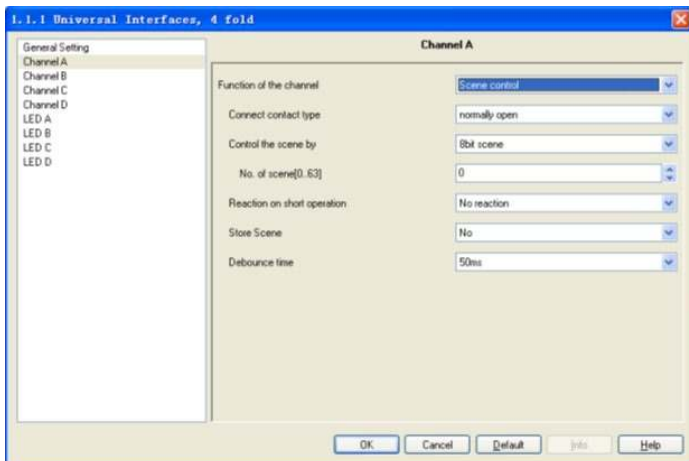 1.1.1 Universal Interfaces, 4 fold
General Setting
Channel A
Channel B
Channel C
Channel D
LED A
LED B
LED C
LED D
Channel A
Function of the channel Scene control
Connect contact type normally open
Control the scene by 8bit scene
No. of scene[0..63] 0
Reaction on short operation No reaction
Store Scene No
Debounce time 50ms
OK Cancel Default Info Help